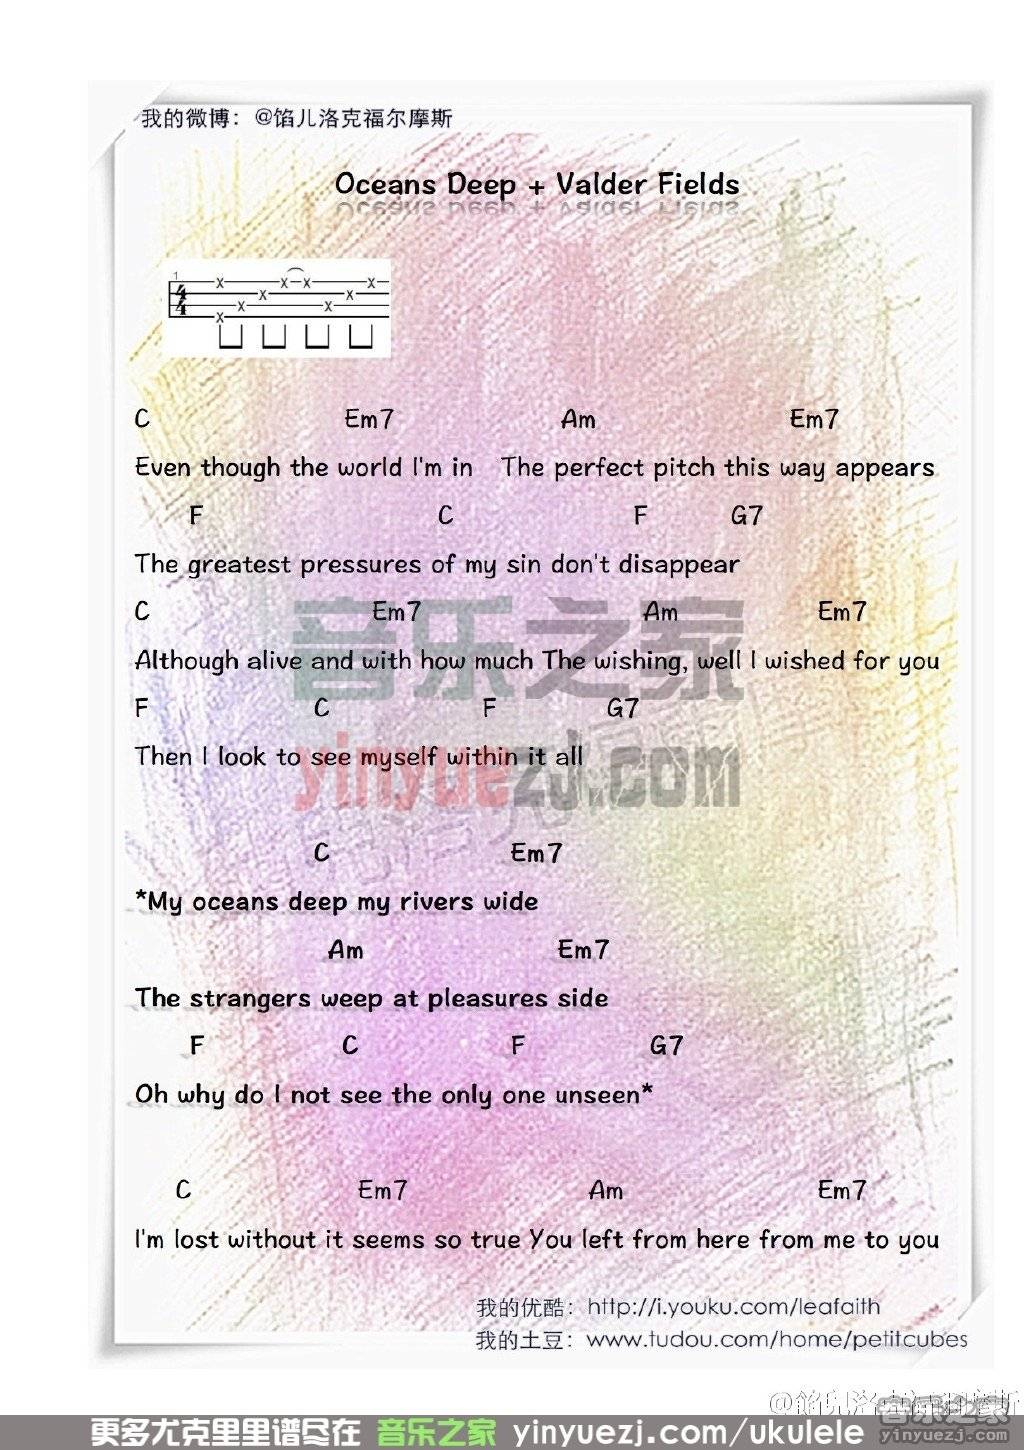 我的微博：@馅儿洛克福尔摩斯
Oceans Deep + Valder Fields
1
4
4
C Em7 Am Em7
Even though the world I'm in The perfect pitch this way appears
F C F G7
The greatest pressures of my sin don't disappear
C Em7 Am Em7
Although alive and with how much The wishing, well I wished for you
F C F G7
Then I look to see myself within it all
音乐之家
yinyuezj.com
C Em7
*My oceans deep my rivers wide
Am Em7
The strangers weep at pleasures side
F C F G7
Oh why do I not see the only one unseen*
C Em7 Am Em7
I'm lost without it seems so true You left from here from me to you
我的优酷：http://i.youku.com/leafaith
我的土豆：www.tudou.com/home/petitcubes
音乐之家
更多尤克里里谱尽在 音乐之家 yinyuezj.com/ukulele
yinyuezj.com